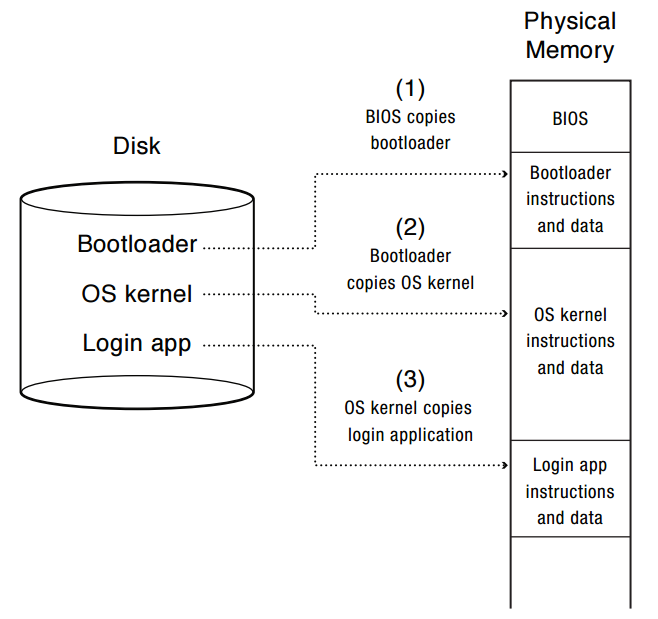 Physical
Memory
(1)
BIOS copies
bootloader
BIOS
Disk
Bootloader
instructions
and data
Bootloader
(2)
Bootloader
copies OS kernel
OS kernel
OS kernel
instructions
and data
Login app
(3)
OS kernel copies
login application
Login app
instructions
and data